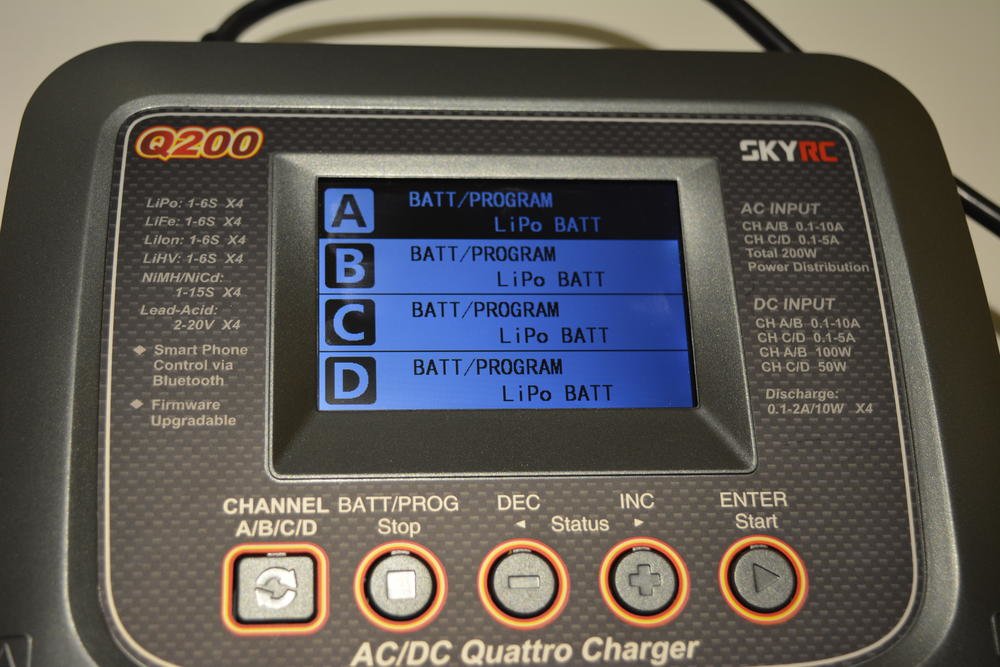 Q200
SKYRC
LiPo: 1-6S X4
LiFe: 1-6S X4
LiIon: 1-6S X4
LiHV: 1-6S X4
NiMH/NiCd:
1-15S X4
Lead-Acid:
2-20V X4
Smart Phone
Control via
Bluetooth
Firmware
Upgradable
A BATT/PROGRAM
LiPo BATT
B BATT/PROGRAM
LiPo BATT
C BATT/PROGRAM
LiPo BATT
D BATT/PROGRAM
LiPo BATT
AC INPUT
CH A/B 0.1-10A
CH C/D 0.1-5A
Total 200W
Power Distribution
DC INPUT
CH A/B 0.1-10A
CH C/D 0.1-5A
CH A/B 100W
CH C/D 50W
Discharge:
0.1-2A/10W X4
CHANNEL BATT/PROG DEC INC ENTER
A/B/C/D Stop Status Start
AC/DC Quattro Charger